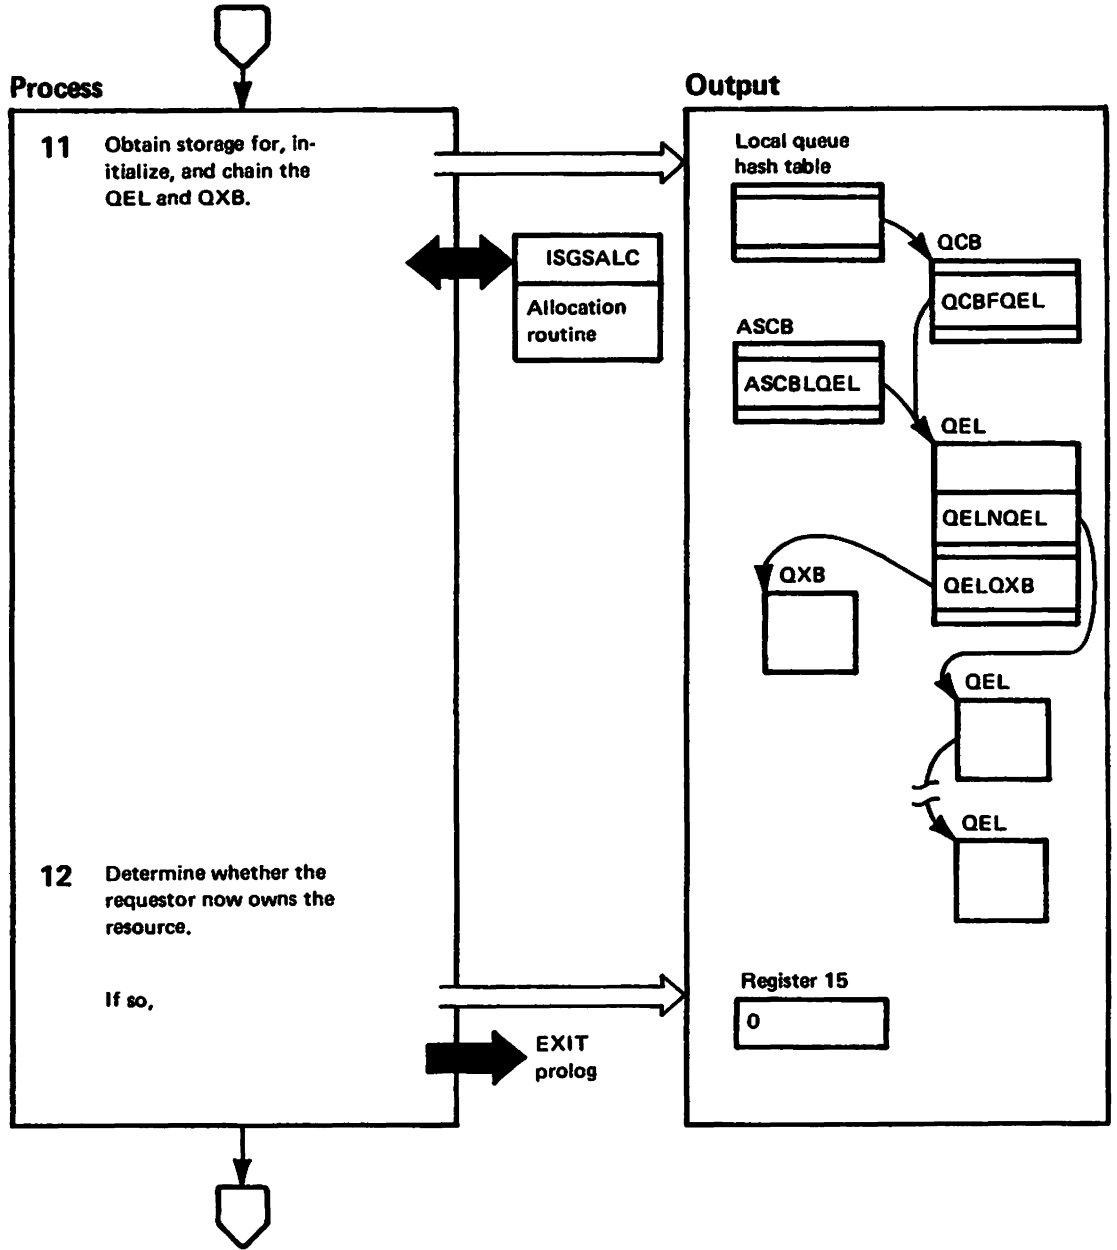 Process
11 Obtain storage for, in-
itialize, and chain the
QEL and QXB.
ISGSALC
Allocation
routine
12 Determine whether the
requestor now owns the
resource.
If so,
EXIT
prolog
Output
Local queue
hash table
QCB
QCBFQEL
ASCB
ASCBLQEL
QEL
QELNQEL
QELQXB
QXB
QEL
QEL
Register 15
0